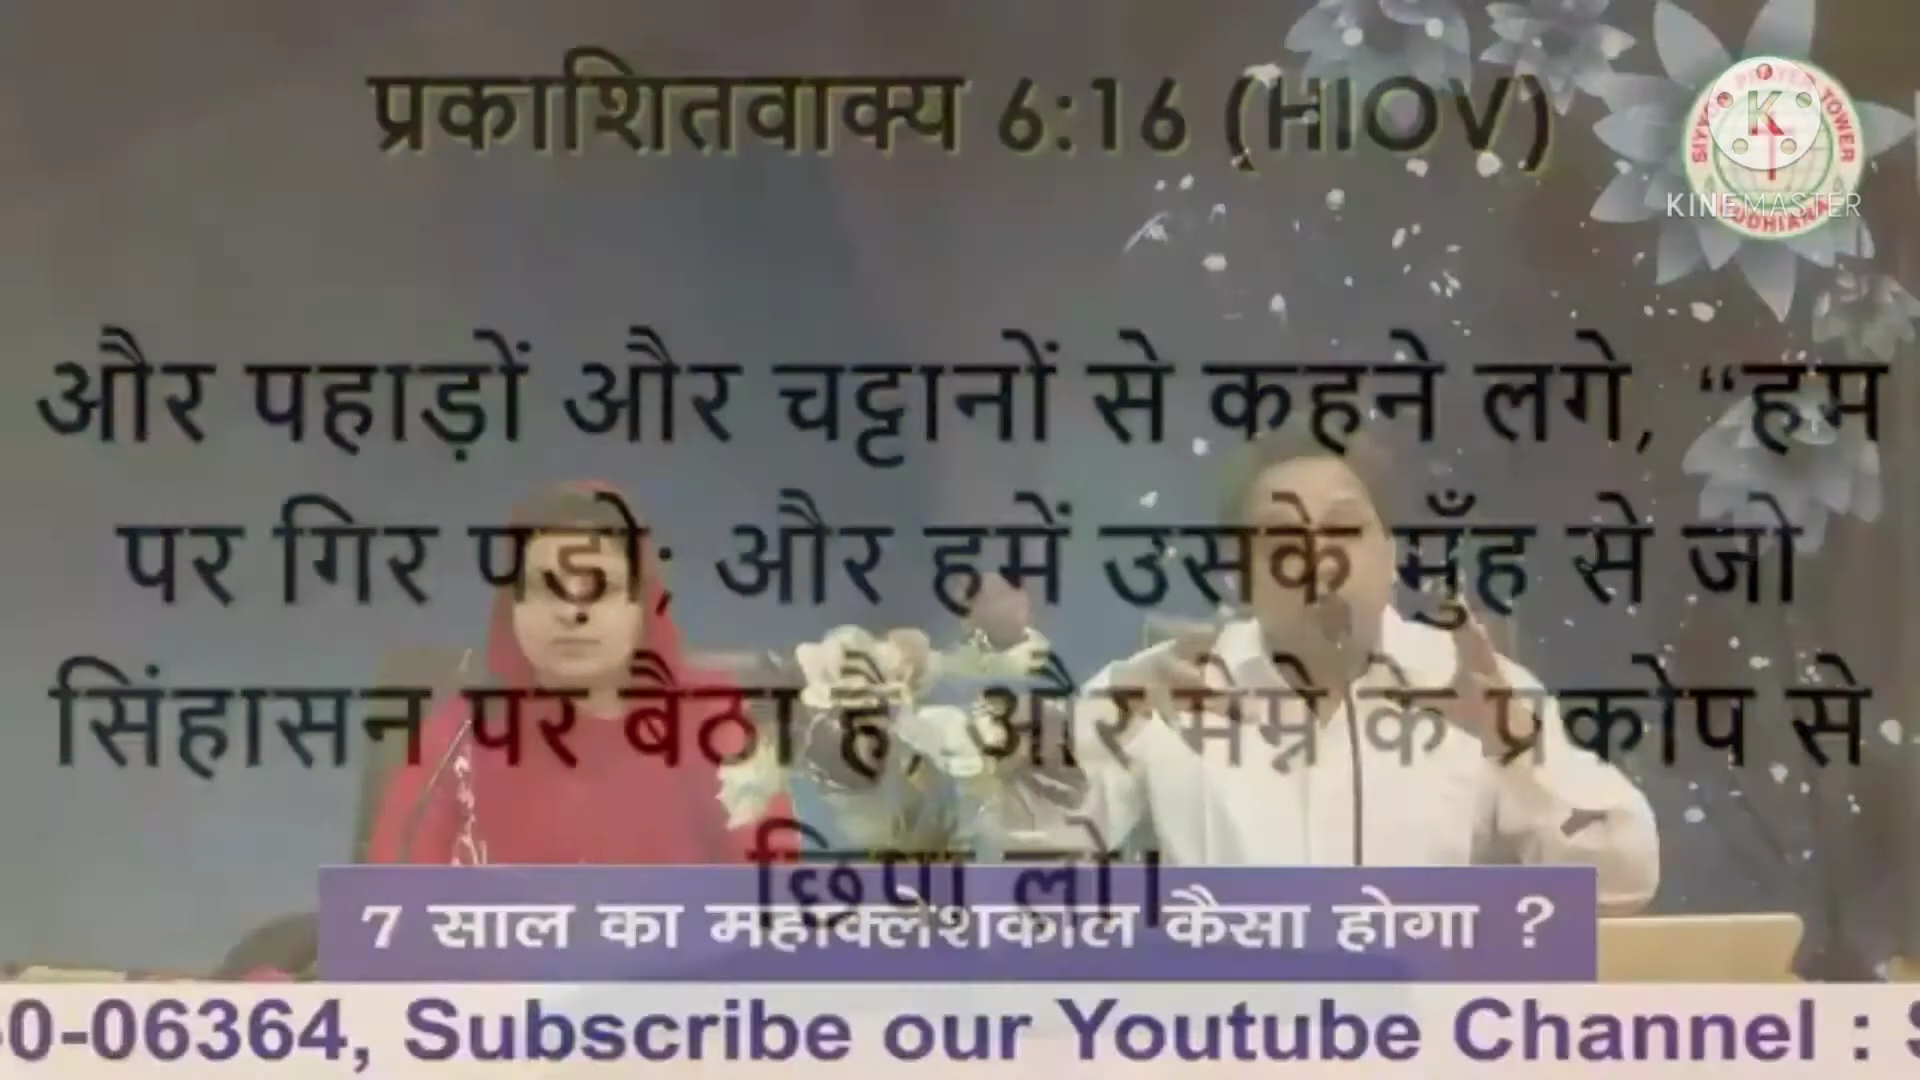 प्रकाशितवाक्य 6:16 (HIOV)
KINEMASTER
TOWER
और पहाड़ों और चट्टानों से कहने लगे, “हम
पर गिर पड़ो; और हमें उसके मुँह से जो
सिंहासन पर बैठा है, और मेम्ने के प्रकोप से
छिपा लो।
7 साल का महाक्लेशकाल कैसा होगा ?
0-06364, Subscribe our Youtube Channel : S